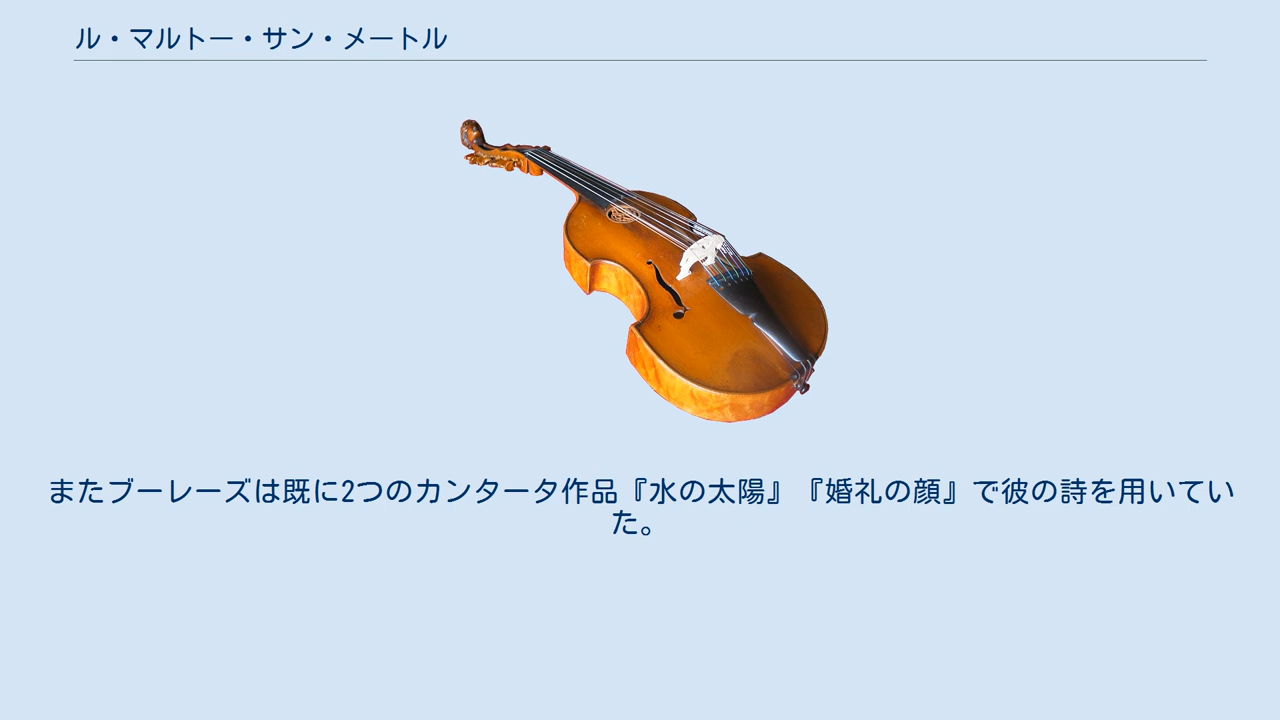 ル・マルトー・サン・メートル
またブーレーズは既に2つのカンタータ作品『水の太陽』『婚礼の顔』で彼の詩を用いてい
た。